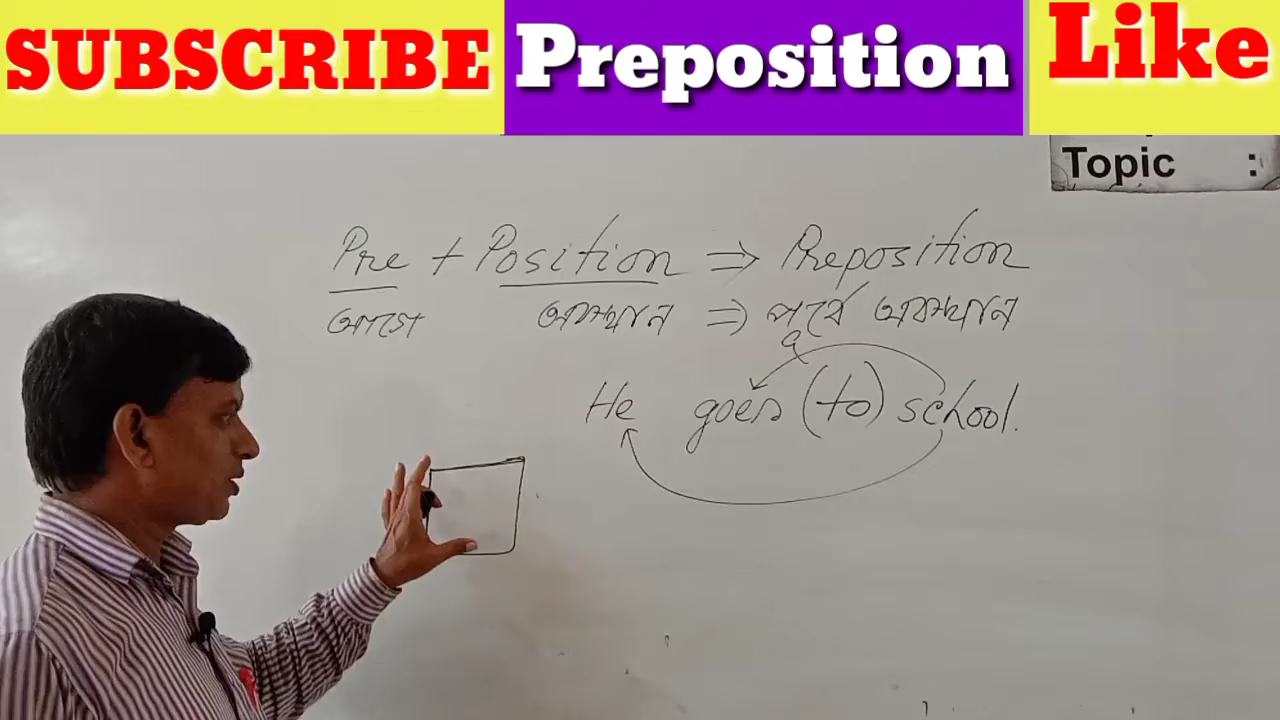 SUBSCRIBE Preposition Like
Topic :
Pre + Position ⇒ Preposition
আগে অবস্থান ⇒ পূর্বে অবস্থান
He goes (to) school.